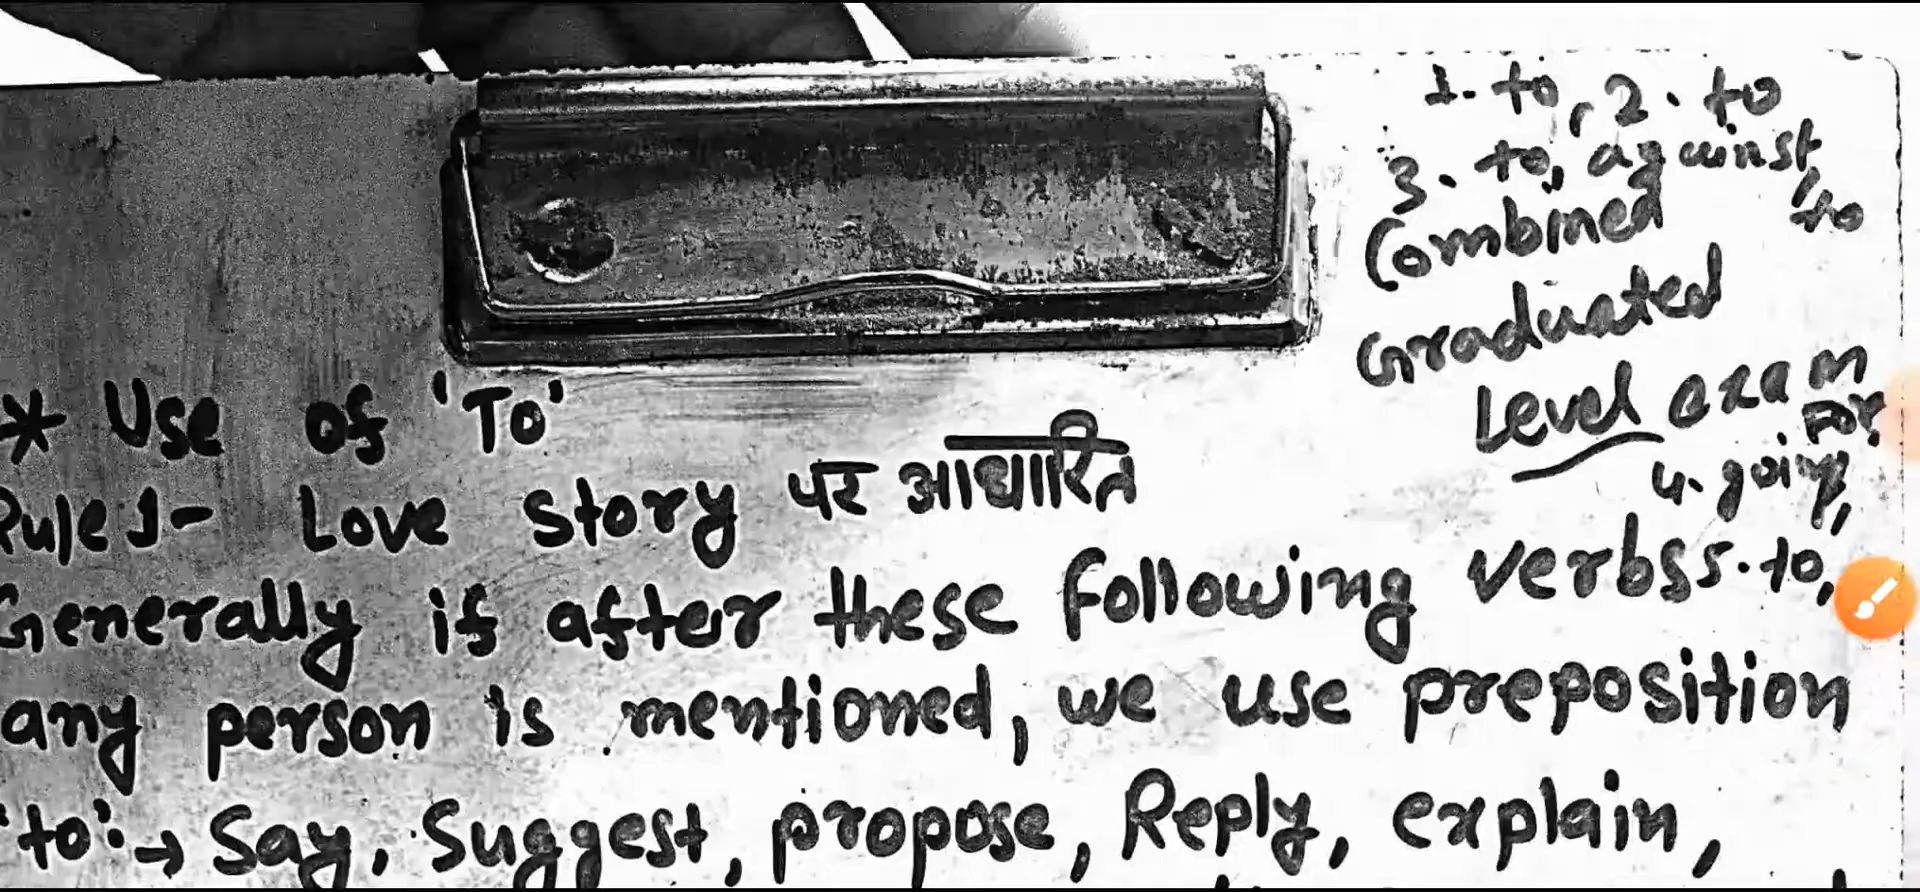 1. to, 2. to
3. to, against
to
Combined
Graduated
Level exam
For
4. going,
5. to,
* Use of 'To'
Rule 1- Love story पर आधारित
Generally if after these following verbs
any person is mentioned, we use preposition
'to':→ Say, Suggest, propose, Reply, explain,